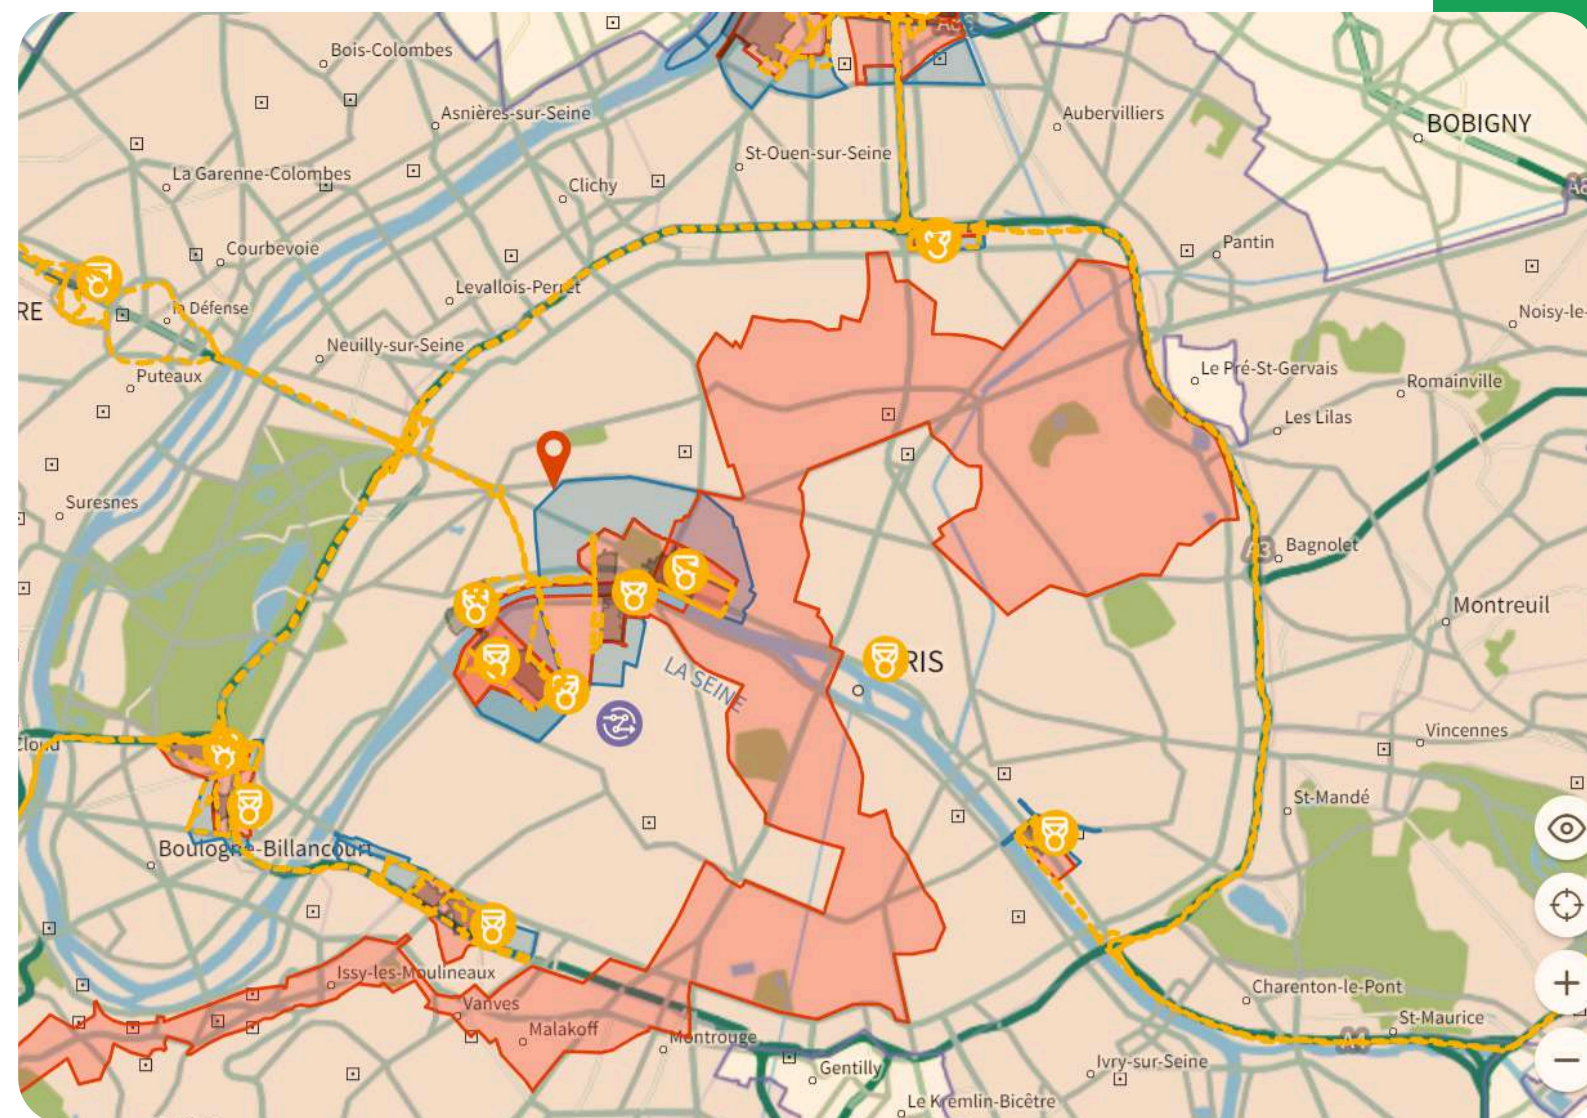 Bois-Colombes
Asnières-sur-Seine
Aubervilliers
BOBIGNY
St-Ouen-sur-Seine
La Garenne-Colombes
Clichy
Courbevoie
Pantin
Levallois-Perret
la Défense
RE
Noisy-le-
Neuilly-sur-Seine
Puteaux
Le Pré-St-Gervais
Romainville
Les Lilas
Suresnes
A3
Bagnolet
Montreuil
RIS
LA SEINE
Cloud
Vincennes
St-Mandé
Boulogne-Billancourt
Issy-les-Moulineaux
Vanves
Charenton-le-Pont
Malakoff
Montrouge
St-Maurice
A4
Gentilly
Ivry-sur-Seine
Le Kremlin-Bicêtre